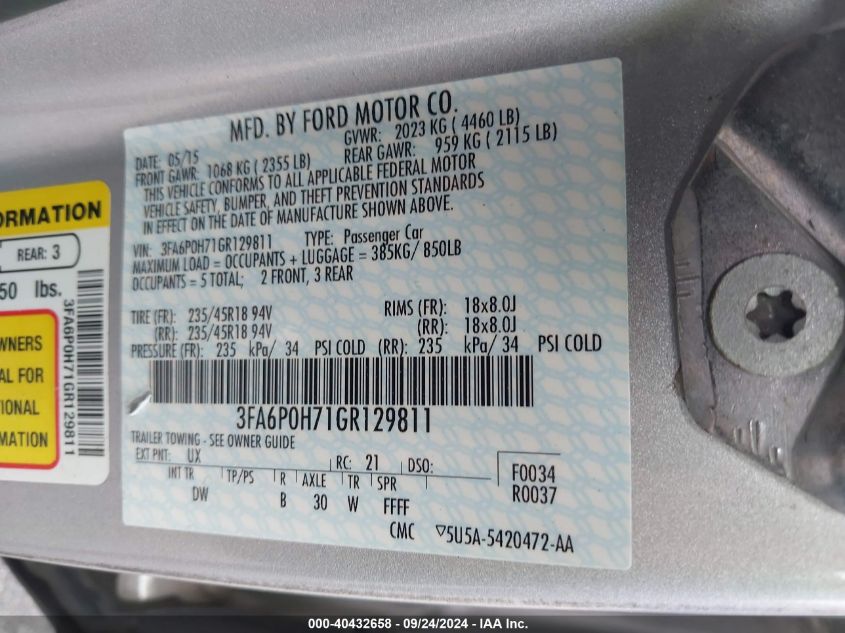 MFD. BY FORD MOTOR CO.
DATE: 05/15 GVWR: 2023 KG ( 4460 LB)
FRONT GAWR: 1068 KG ( 2355 LB) REAR GAWR: 959 KG ( 2115 LB)
THIS VEHICLE CONFORMS TO ALL APPLICABLE FEDERAL MOTOR
VEHICLE SAFETY, BUMPER, AND THEFT PREVENTION STANDARDS
IN EFFECT ON THE DATE OF MANUFACTURE SHOWN ABOVE.
VIN: 3FA6P0H71GR129811 TYPE: Passenger Car
MAXIMUM LOAD = OCCUPANTS + LUGGAGE = 385KG/ 850LB
OCCUPANTS = 5 TOTAL; 2 FRONT, 3 REAR
TIRE (FR): 235/45R18 94V RIMS (FR): 18x8.0J
(RR): 235/45R18 94V (RR): 18x8.0J
PRESSURE (FR): 235 kPa/ 34 PSI COLD (RR): 235 kPa/ 34 PSI COLD
3FA6P0H71GR129811
TRAILER TOWING - SEE OWNER GUIDE
EXT PNT: UX RC: 21 DSO:
INT TR TP/PS R AXLE TR SPR
DW B 30 W FFFF
F0034
R0037
CMC ▽5U5A-5420472-AA
ORMATION
REAR: 3
50 lbs.
WNERS
AL FOR
TIONAL
MATION
3FA6P0H71GR129811
000-40432658 - 09/24/2024 - IAA Inc.